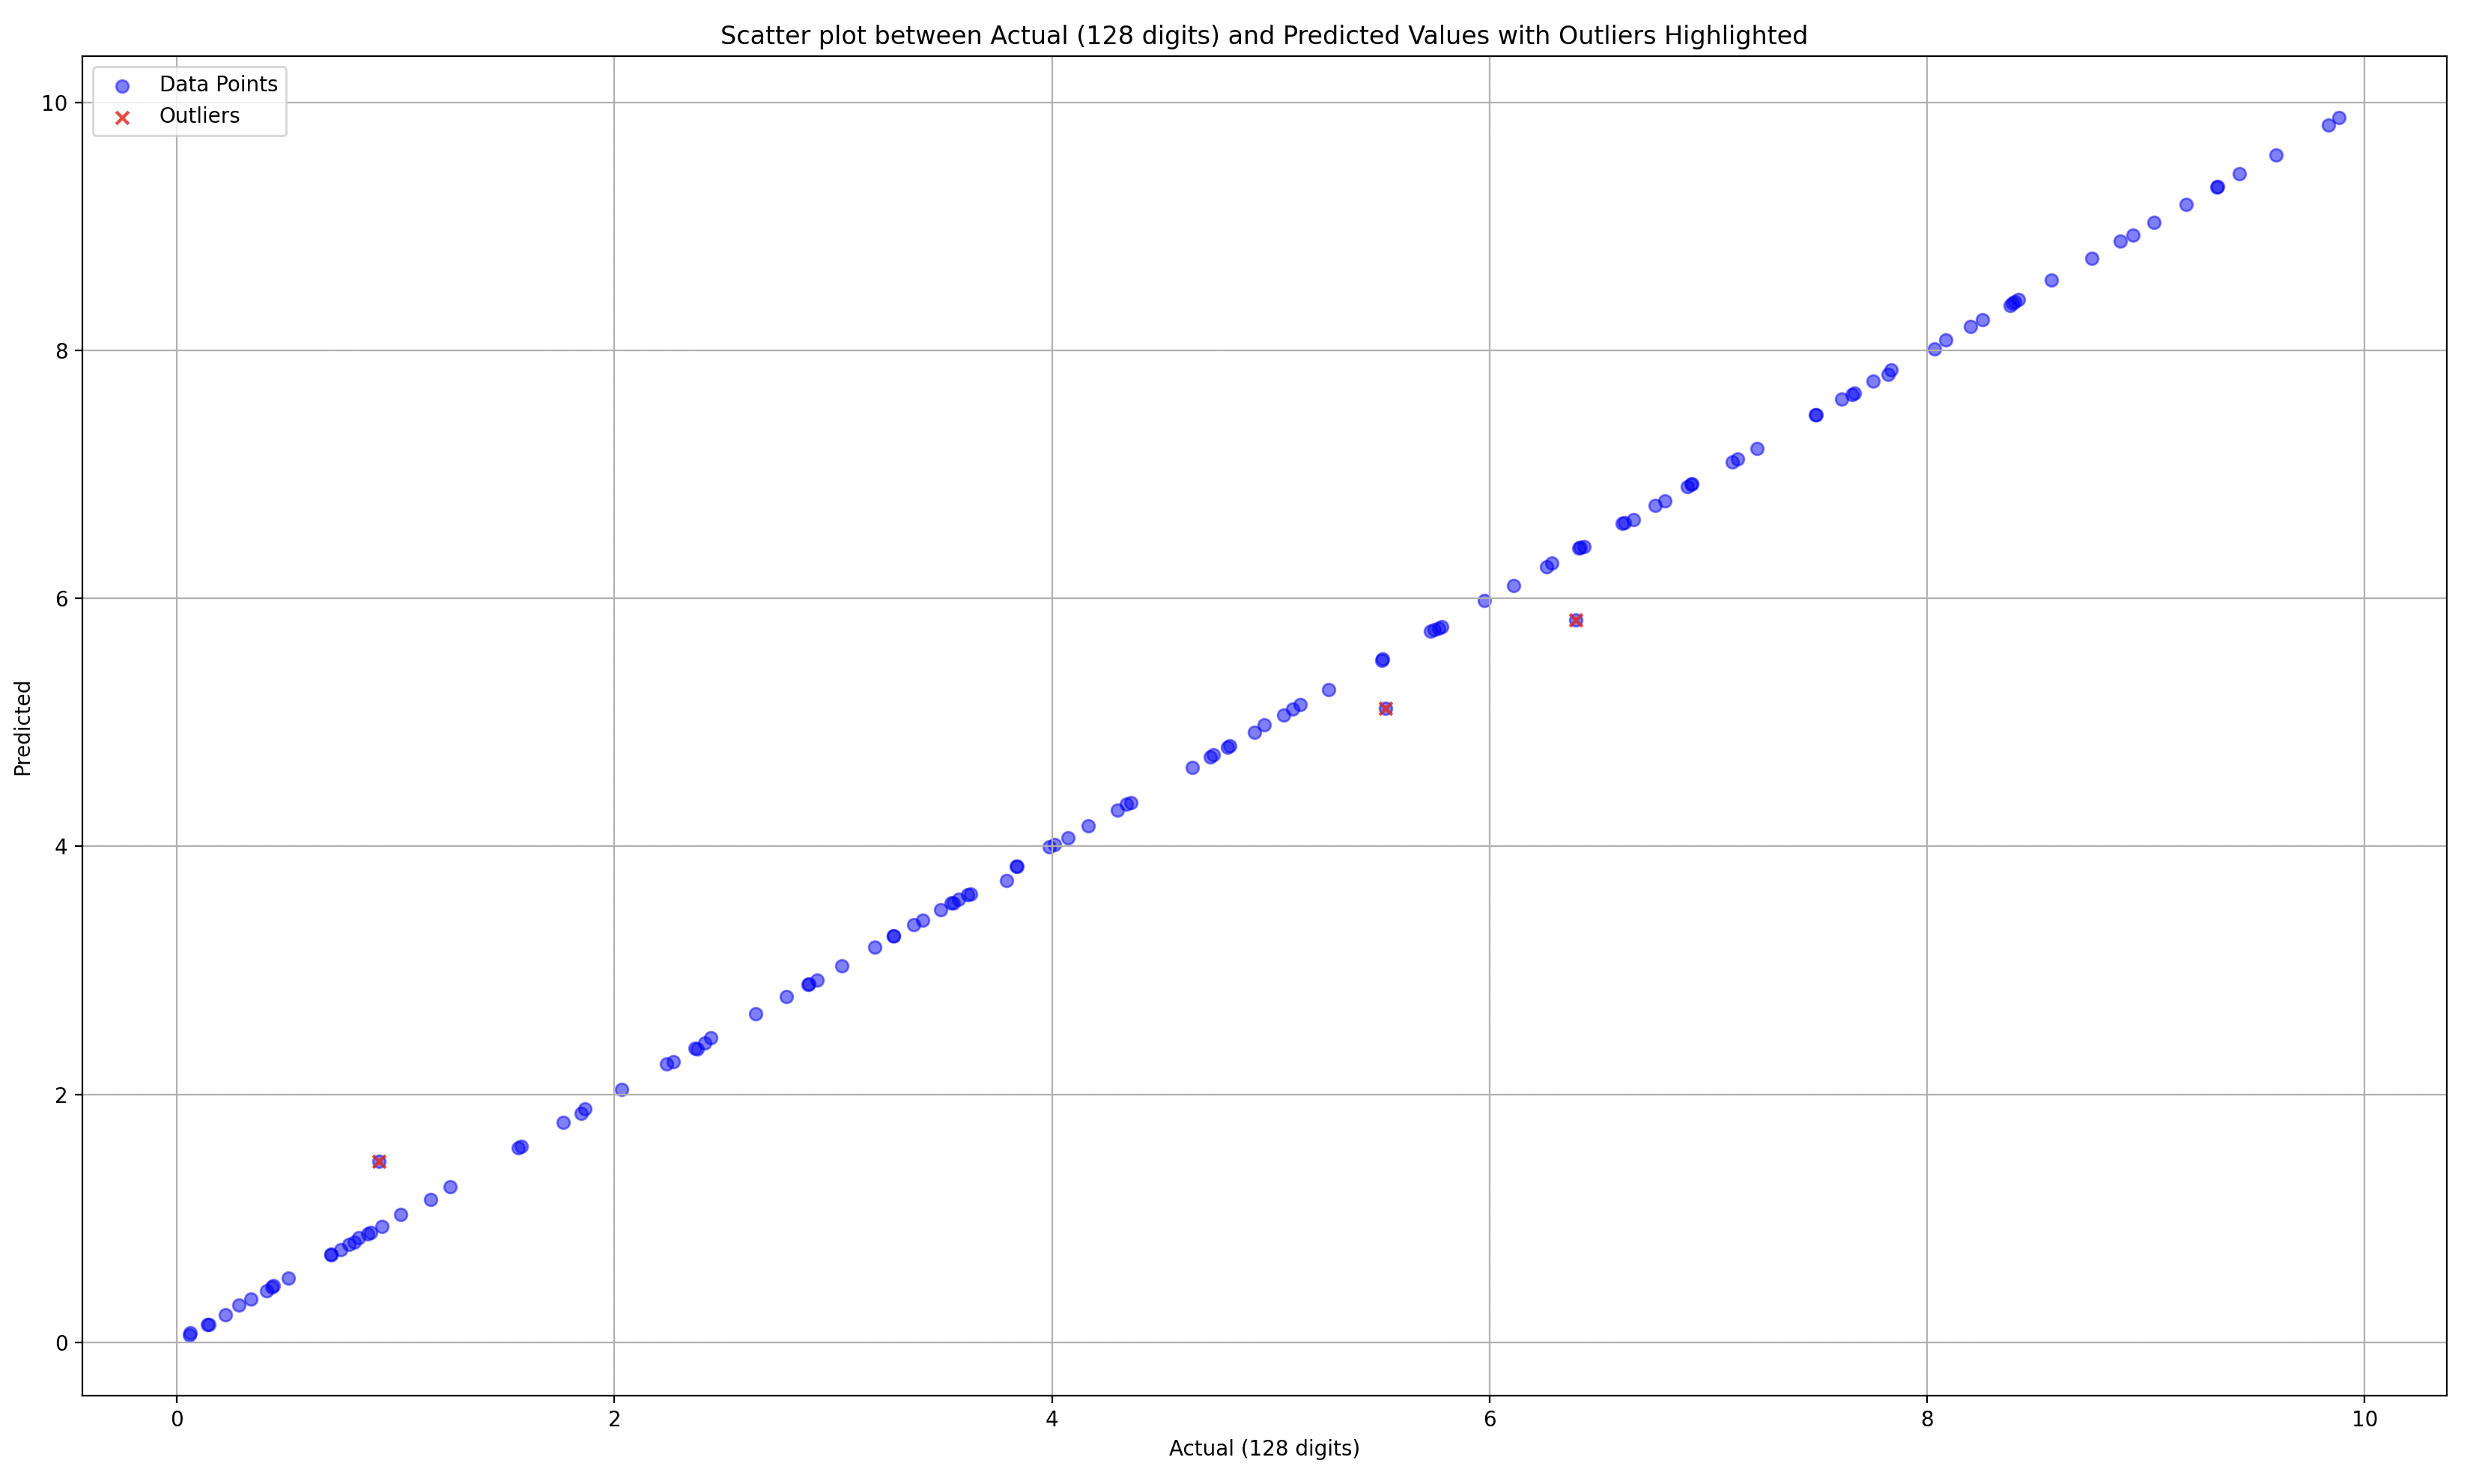 Scatter plot between Actual (128 digits) and Predicted Values with Outliers Highlighted
Data Points
Outliers
10
8
6
4
2
0
Predicted
0 2 4 6 8 10
Actual (128 digits)